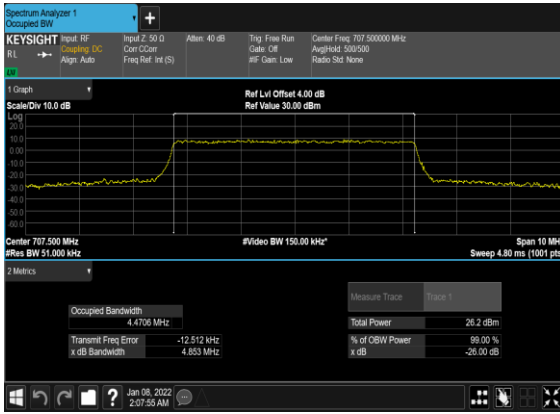 Spectrum Analyzer 1
Occupied BW
+
KEYSIGHT
Input: RF
Input Z: 50 Ω
Atten: 40 dB
Trig: Free Run
Center Freq: 707.500000 MHz
RL
Coupling: DC
Corr CCorr
Gate: Off
Avg|Hold: 500/500
Align: Auto
Freq Ref: Int (S)
#IF Gain: Low
Radio Std: None
1 Graph
Ref Lvl Offset 4.00 dB
Scale/Div 10.0 dB
Ref Value 30.00 dBm
Log
20.0
10.0
0.00
-10.0
-20.0
-30.0
-40.0
-50.0
-60.0
Center 707.500 MHz
#Video BW 150.00 kHz*
Span 10 MH
#Res BW 51.000 kHz
Sweep 4.80 ms (1001 pts
2 Metrics
Measure Trace
Trace 1
Occupied Bandwidth
4.4706 MHz
Total Power
26.2 dBm
Transmit Freq Error
-12.512 kHz
% of OBW Power
99.00 %
x dB Bandwidth
4.853 MHz
x dB
-26.00 dB
?
Jan 08, 2022
2:07:55 AM